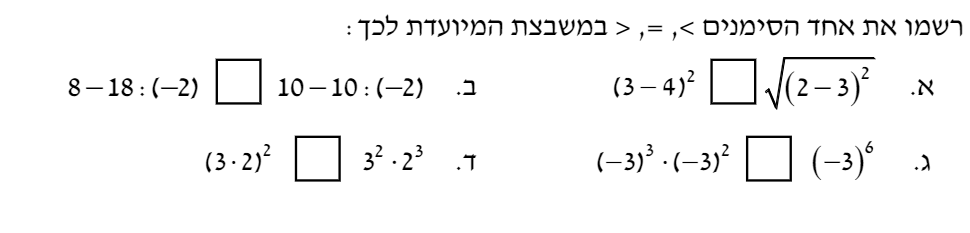 רשמו את אחד הסימנים >, =, < במשבצת המיועדת לכך :
א. (3 – 4)² □ √(2 – 3)²
ב. 8 – 18 : (–2) □ 10 – 10 : (–2)
ג. (–3)³ · (–3)² □ (–3)⁶
ד. (3 · 2)² □ 3² · 2³